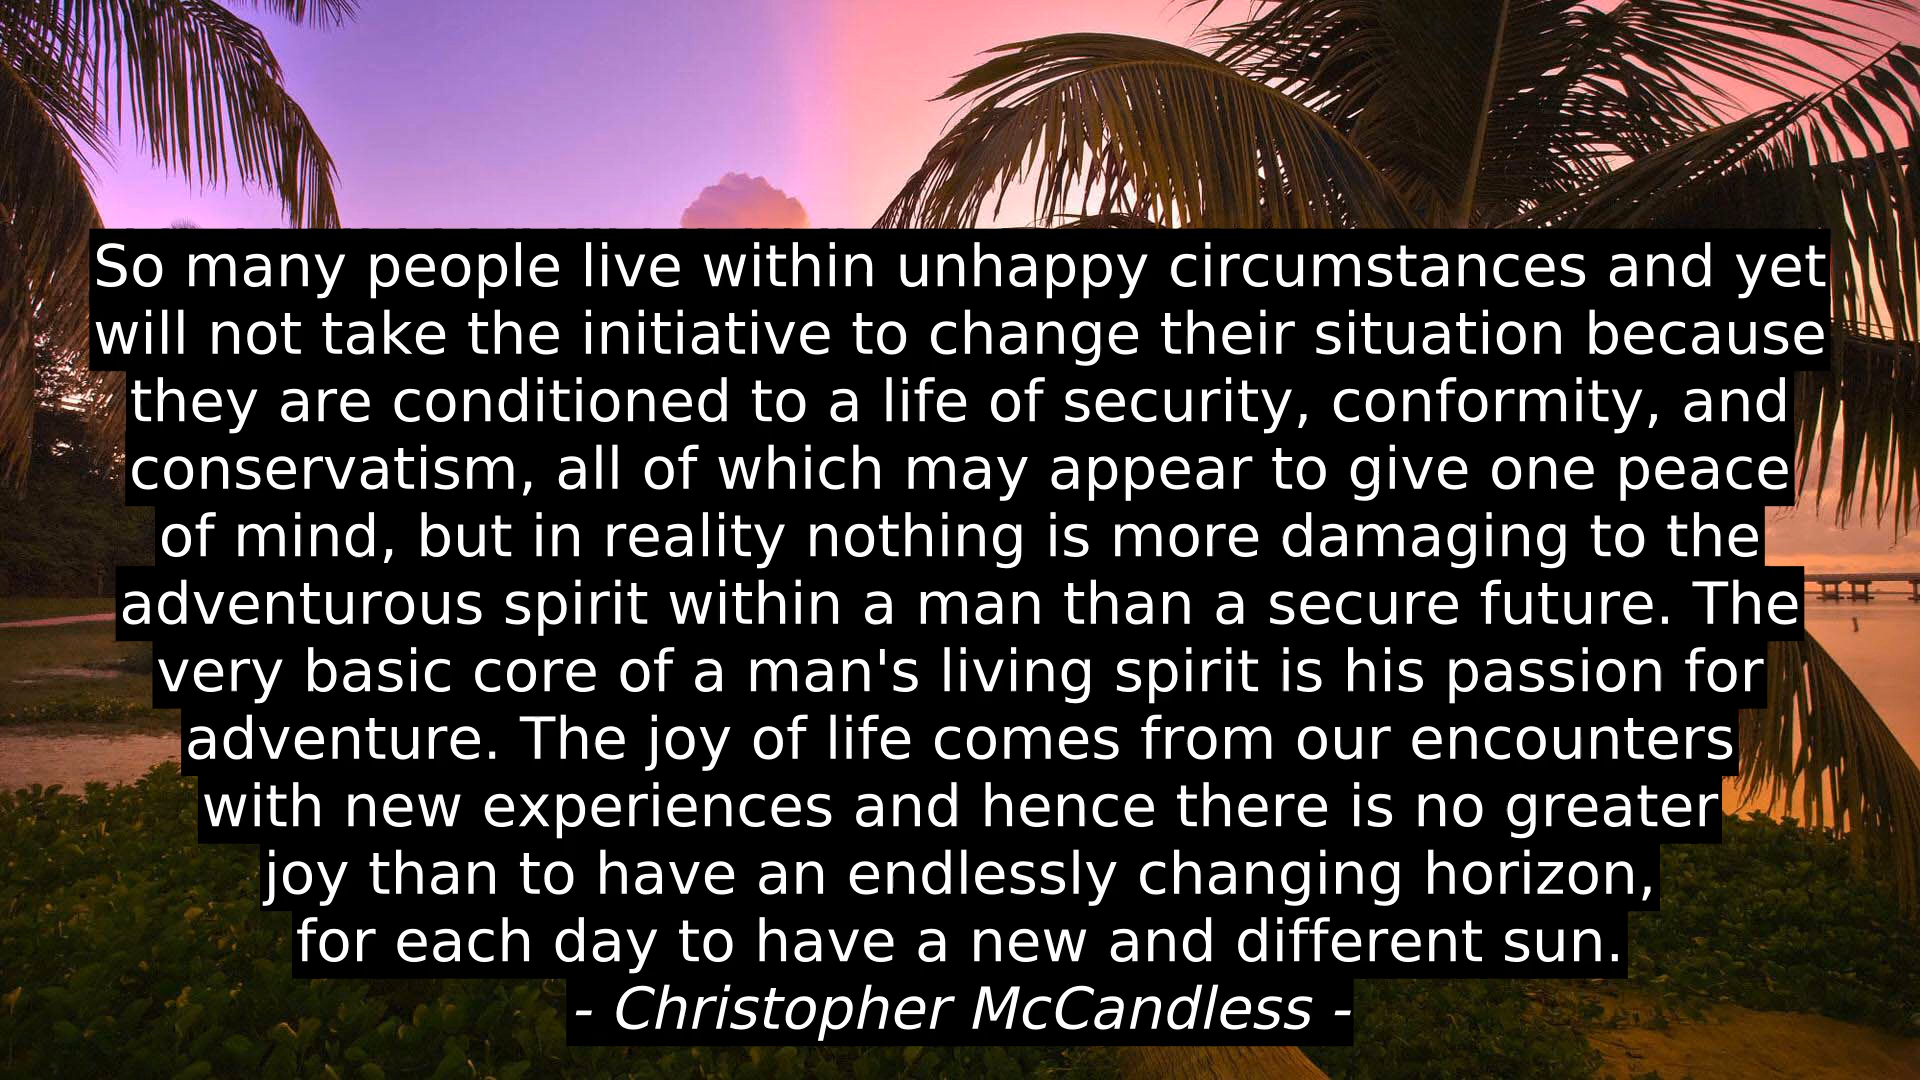 So many people live within unhappy circumstances and yet
will not take the initiative to change their situation because
they are conditioned to a life of security, conformity, and
conservatism, all of which may appear to give one peace
of mind, but in reality nothing is more damaging to the
adventurous spirit within a man than a secure future. The
very basic core of a man's living spirit is his passion for
adventure. The joy of life comes from our encounters
with new experiences and hence there is no greater
joy than to have an endlessly changing horizon,
for each day to have a new and different sun.
- Christopher McCandless -